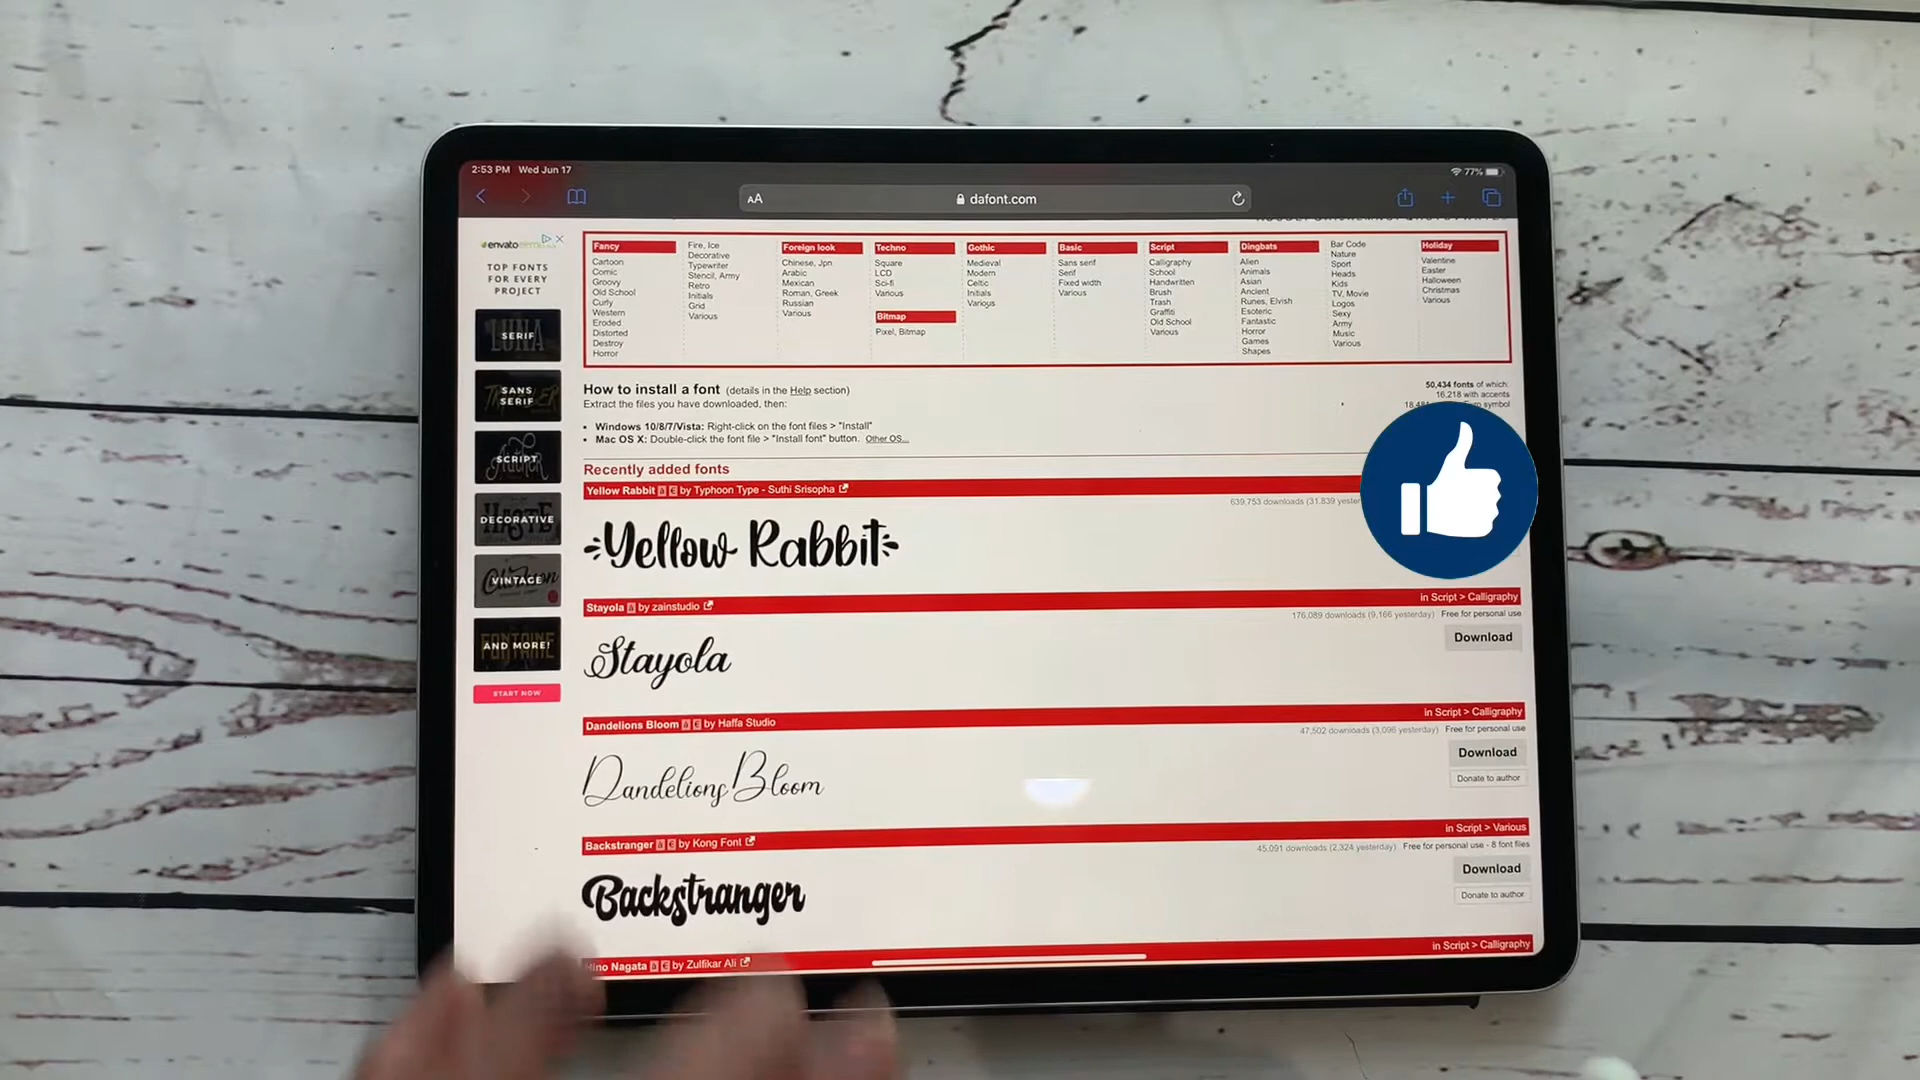 2:53 PM Wed Jun 17
77%
AA
dafont.com
envato
TOP FONTS
FOR EVERY
PROJECT
SERIF
SANS
SERIF
SCRIPT
DECORATIVE
VINTAGE
AND MORE!
START NOW
Fancy
Cartoon
Comic
Groovy
Old School
Curly
Western
Eroded
Distorted
Destroy
Horror
Fire, Ice
Decorative
Typewriter
Stencil, Army
Retro
Initials
Grid
Various
Foreign look
Chinese, Jpn
Arabic
Mexican
Roman, Greek
Russian
Various
Techno
Square
LCD
Sci-fi
Various
Bitmap
Pixel, Bitmap
Gothic
Medieval
Modern
Celtic
Initials
Various
Basic
Sans serif
Serif
Fixed width
Various
Script
Calligraphy
School
Handwritten
Brush
Trash
Graffiti
Old School
Various
Dingbats
Alien
Animals
Asian
Ancient
Runes, Elvish
Esoteric
Fantastic
Horror
Games
Shapes
Bar Code
Nature
Sport
Heads
Kids
TV, Movie
Logos
Sexy
Army
Music
Various
Holiday
Valentine
Easter
Halloween
Christmas
Various
How to install a font (details in the Help section)
Extract the files you have downloaded, then:
• Windows 10/8/7/Vista: Right-click on the font files > "Install"
• Mac OS X: Double-click the font file > "Install font" button. Other OS...
50,434 fonts of which:
16,218 with accents
symbol
Recently added fonts
Yellow Rabbit à € by Typhoon Type - Suthi Srisopha
639,753 downloads (31,839
Yellow Rabbit
Stayola à by zainstudio
in Script > Calligraphy
176,089 downloads (9,166 yesterday) Free for personal use
Stayola
Download
Dandelions Bloom à € by Haffa Studio
in Script > Calligraphy
47,502 downloads (3,096 yesterday) Free for personal use
Dandelions Bloom
Download
Donate to author
Backstranger à € by Kong Font
in Script > Various
45,091 downloads (2,324 yesterday) Free for personal use - 8 font files
Backstranger
Download
Donate to author
Hino Nagata à € by Zulfikar Ali
in Script > Calligraphy